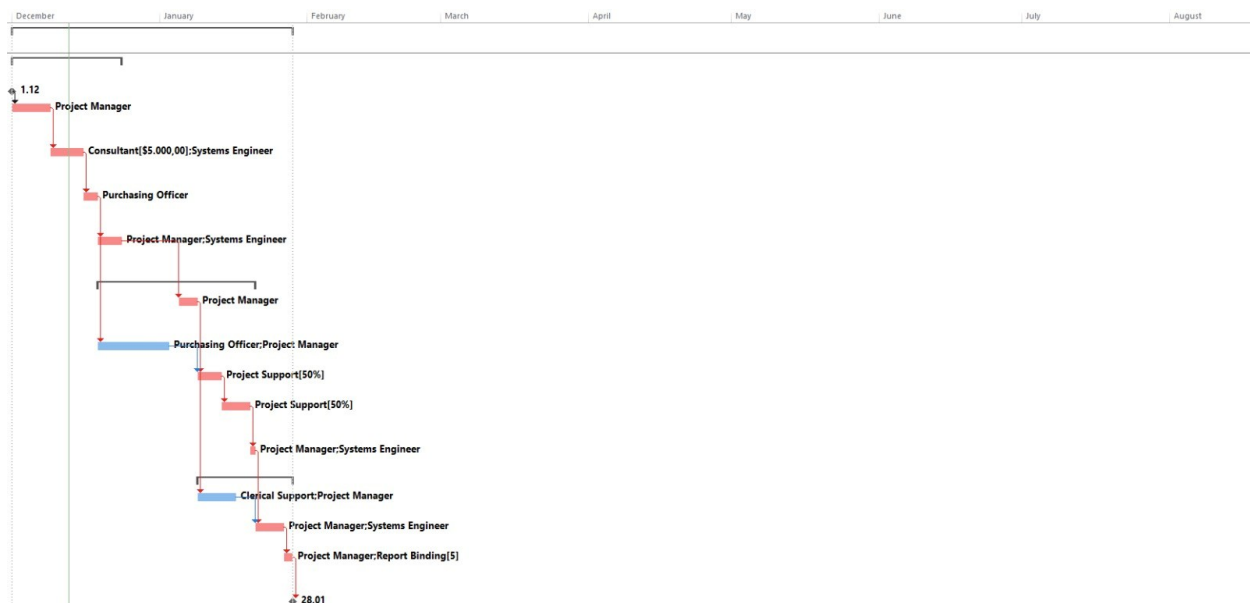 December January February March April May June July August
1.12
Project Manager
Consultant[$5.000,00];Systems Engineer
Purchasing Officer
Project Manager;Systems Engineer
Project Manager
Purchasing Officer;Project Manager
Project Support[50%]
Project Support[50%]
Project Manager;Systems Engineer
Clerical Support;Project Manager
Project Manager;Systems Engineer
Project Manager;Report Binding[5]
28.01